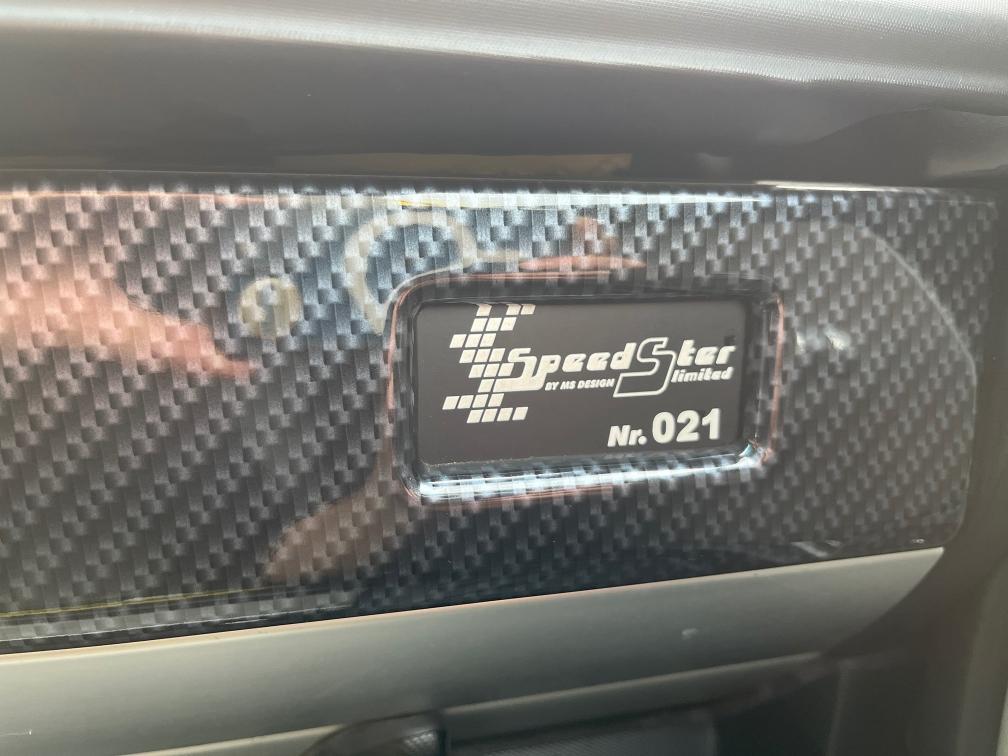 SpeedSter
BY MS DESIGN limited
Nr. 021